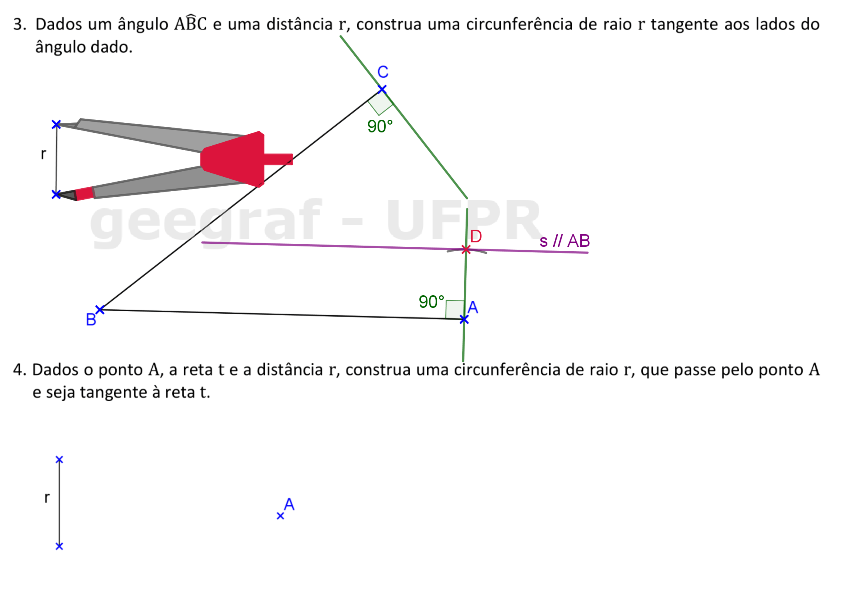 3. Dados um ângulo AB̂C e uma distância r, construa uma circunferência de raio r tangente aos lados do
ângulo dado.
C
90°
r
geegraf - UFPR
D
s // AB
90°
A
B
4. Dados o ponto A, a reta t e a distância r, construa uma circunferência de raio r, que passe pelo ponto A
e seja tangente à reta t.
r
A